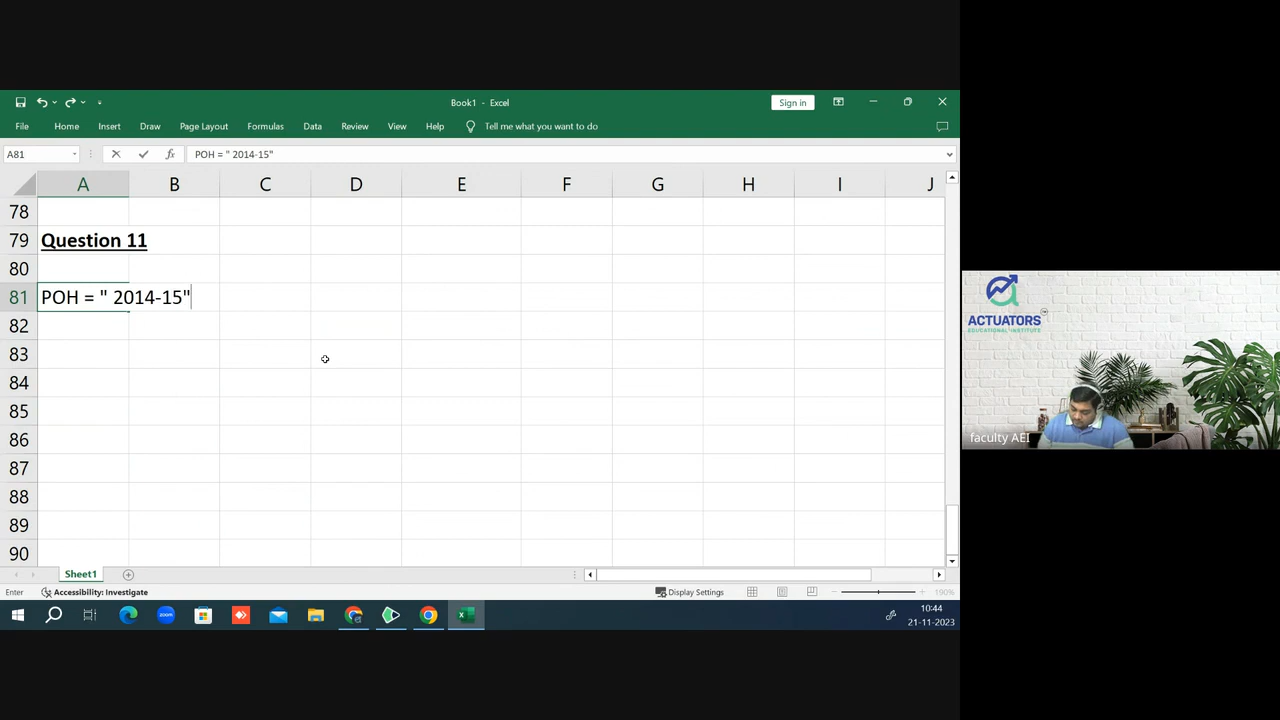 Book1 - Excel
Sign in
File Home Insert Draw Page Layout Formulas Data Review View Help Tell me what you want to do
A81 fx POH = " 2014-15"
A B C D E F G H I J
78
79 Question 11
80
81 POH = " 2014-15"
82
83
84
85
86
87
88
89
90
Sheet1
Enter Accessibility: Investigate Display Settings 190%
zoom
10:44
21-11-2023
ACTUATORS
EDUCATIONAL INSTITUTE
faculty AEI